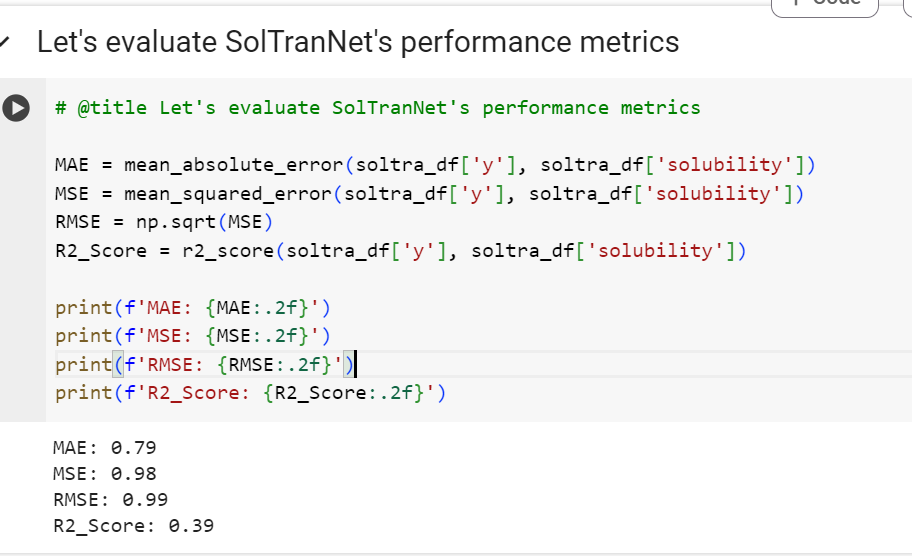 Code
Let's evaluate SolTranNet's performance metrics
# @title Let's evaluate SolTranNet's performance metrics
MAE = mean_absolute_error(soltra_df['y'], soltra_df['solubility'])
MSE = mean_squared_error(soltra_df['y'], soltra_df['solubility'])
RMSE = np.sqrt(MSE)
R2_Score = r2_score(soltra_df['y'], soltra_df['solubility'])
print(f'MAE: {MAE:.2f}')
print(f'MSE: {MSE:.2f}')
print(f'RMSE: {RMSE:.2f}')
print(f'R2_Score: {R2_Score:.2f}')
MAE: 0.79
MSE: 0.98
RMSE: 0.99
R2_Score: 0.39